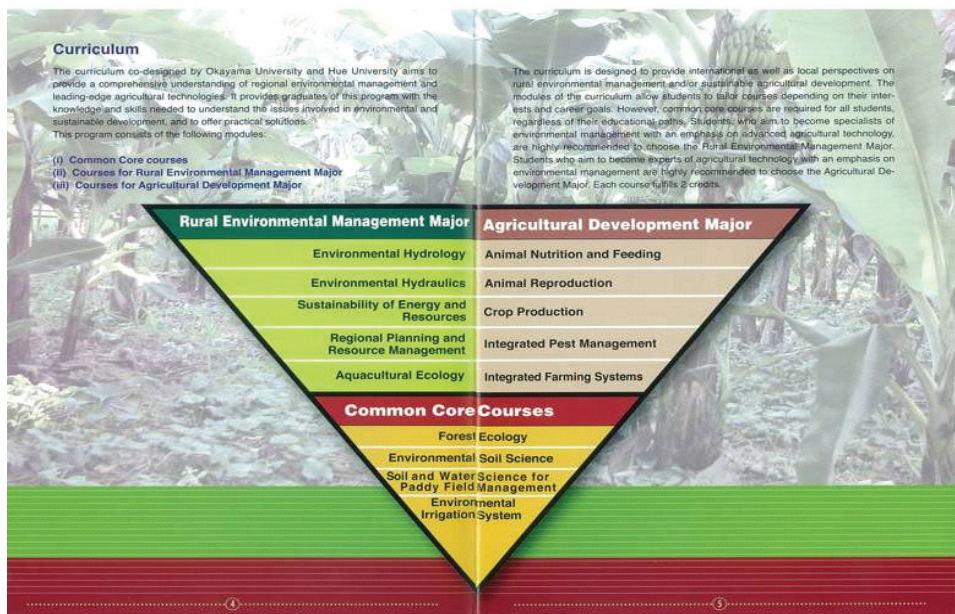 Curriculum
The curriculum co-designed by Okayama University and Hue University aims to
provide a comprehensive understanding of regional environmental management and
leading-edge agricultural technologies. It provides graduates of this program with the
knowledge and skills needed to understand the issues involved in environmental and
sustainable development, and to offer practical solutions.
This program consists of the following modules:
(i) Common Core courses
(ii) Courses for Rural Environmental Management Major
(iii) Courses for Agricultural Development Major
The curriculum is designed to provide international as well as local perspectives on
rural environmental management and/or sustainable agricultural development. The
modules of the curriculum allow students to tailor courses depending on their inter-
ests and career goals. However, common core courses are required for all students,
regardless of their educational paths, Students, who aim to become specialists of
environmental management with an emphasis on advanced agricultural technology,
are highly recommended to choose the Rural Environmental Management Major.
Students who aim to become experts of agricultural technology with an emphasis on
environmental management are highly recommended to choose the Agricultural De-
velopment Major. Each course fulfills 2 credits.
Rural Environmental Management Major
Environmental Hydrology
Environmental Hydraulics
Sustainability of Energy and
Resources
Regional Planning and
Resource Management
Aquacultural Ecology
Agricultural Development Major
Animal Nutrition and Feeding
Animal Reproduction
Crop Production
Integrated Pest Management
Integrated Farming Systems
Common Core Courses
Forest Ecology
Environmental Soil Science
Soil and Water Science for
Paddy Field Management
Environmental
Irrigation System
4
5